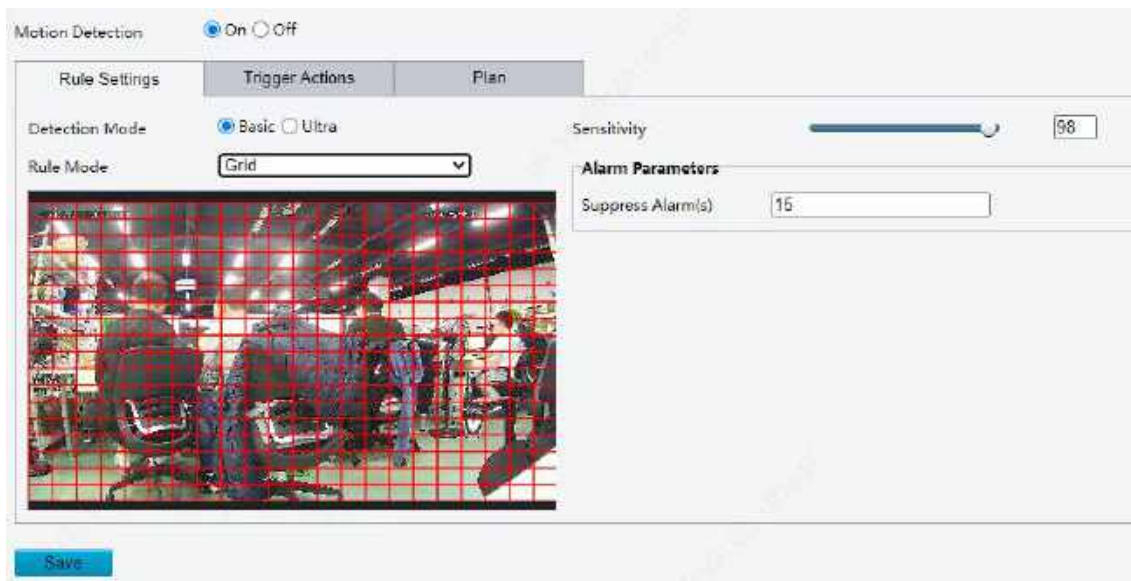 Motion Detection On Off
Rule Settings Trigger Actions Plan
Detection Mode Basic Ultra
Sensitivity 98
Rule Mode Grid
Alarm Parameters
Suppress Alarm(s) 15
Save